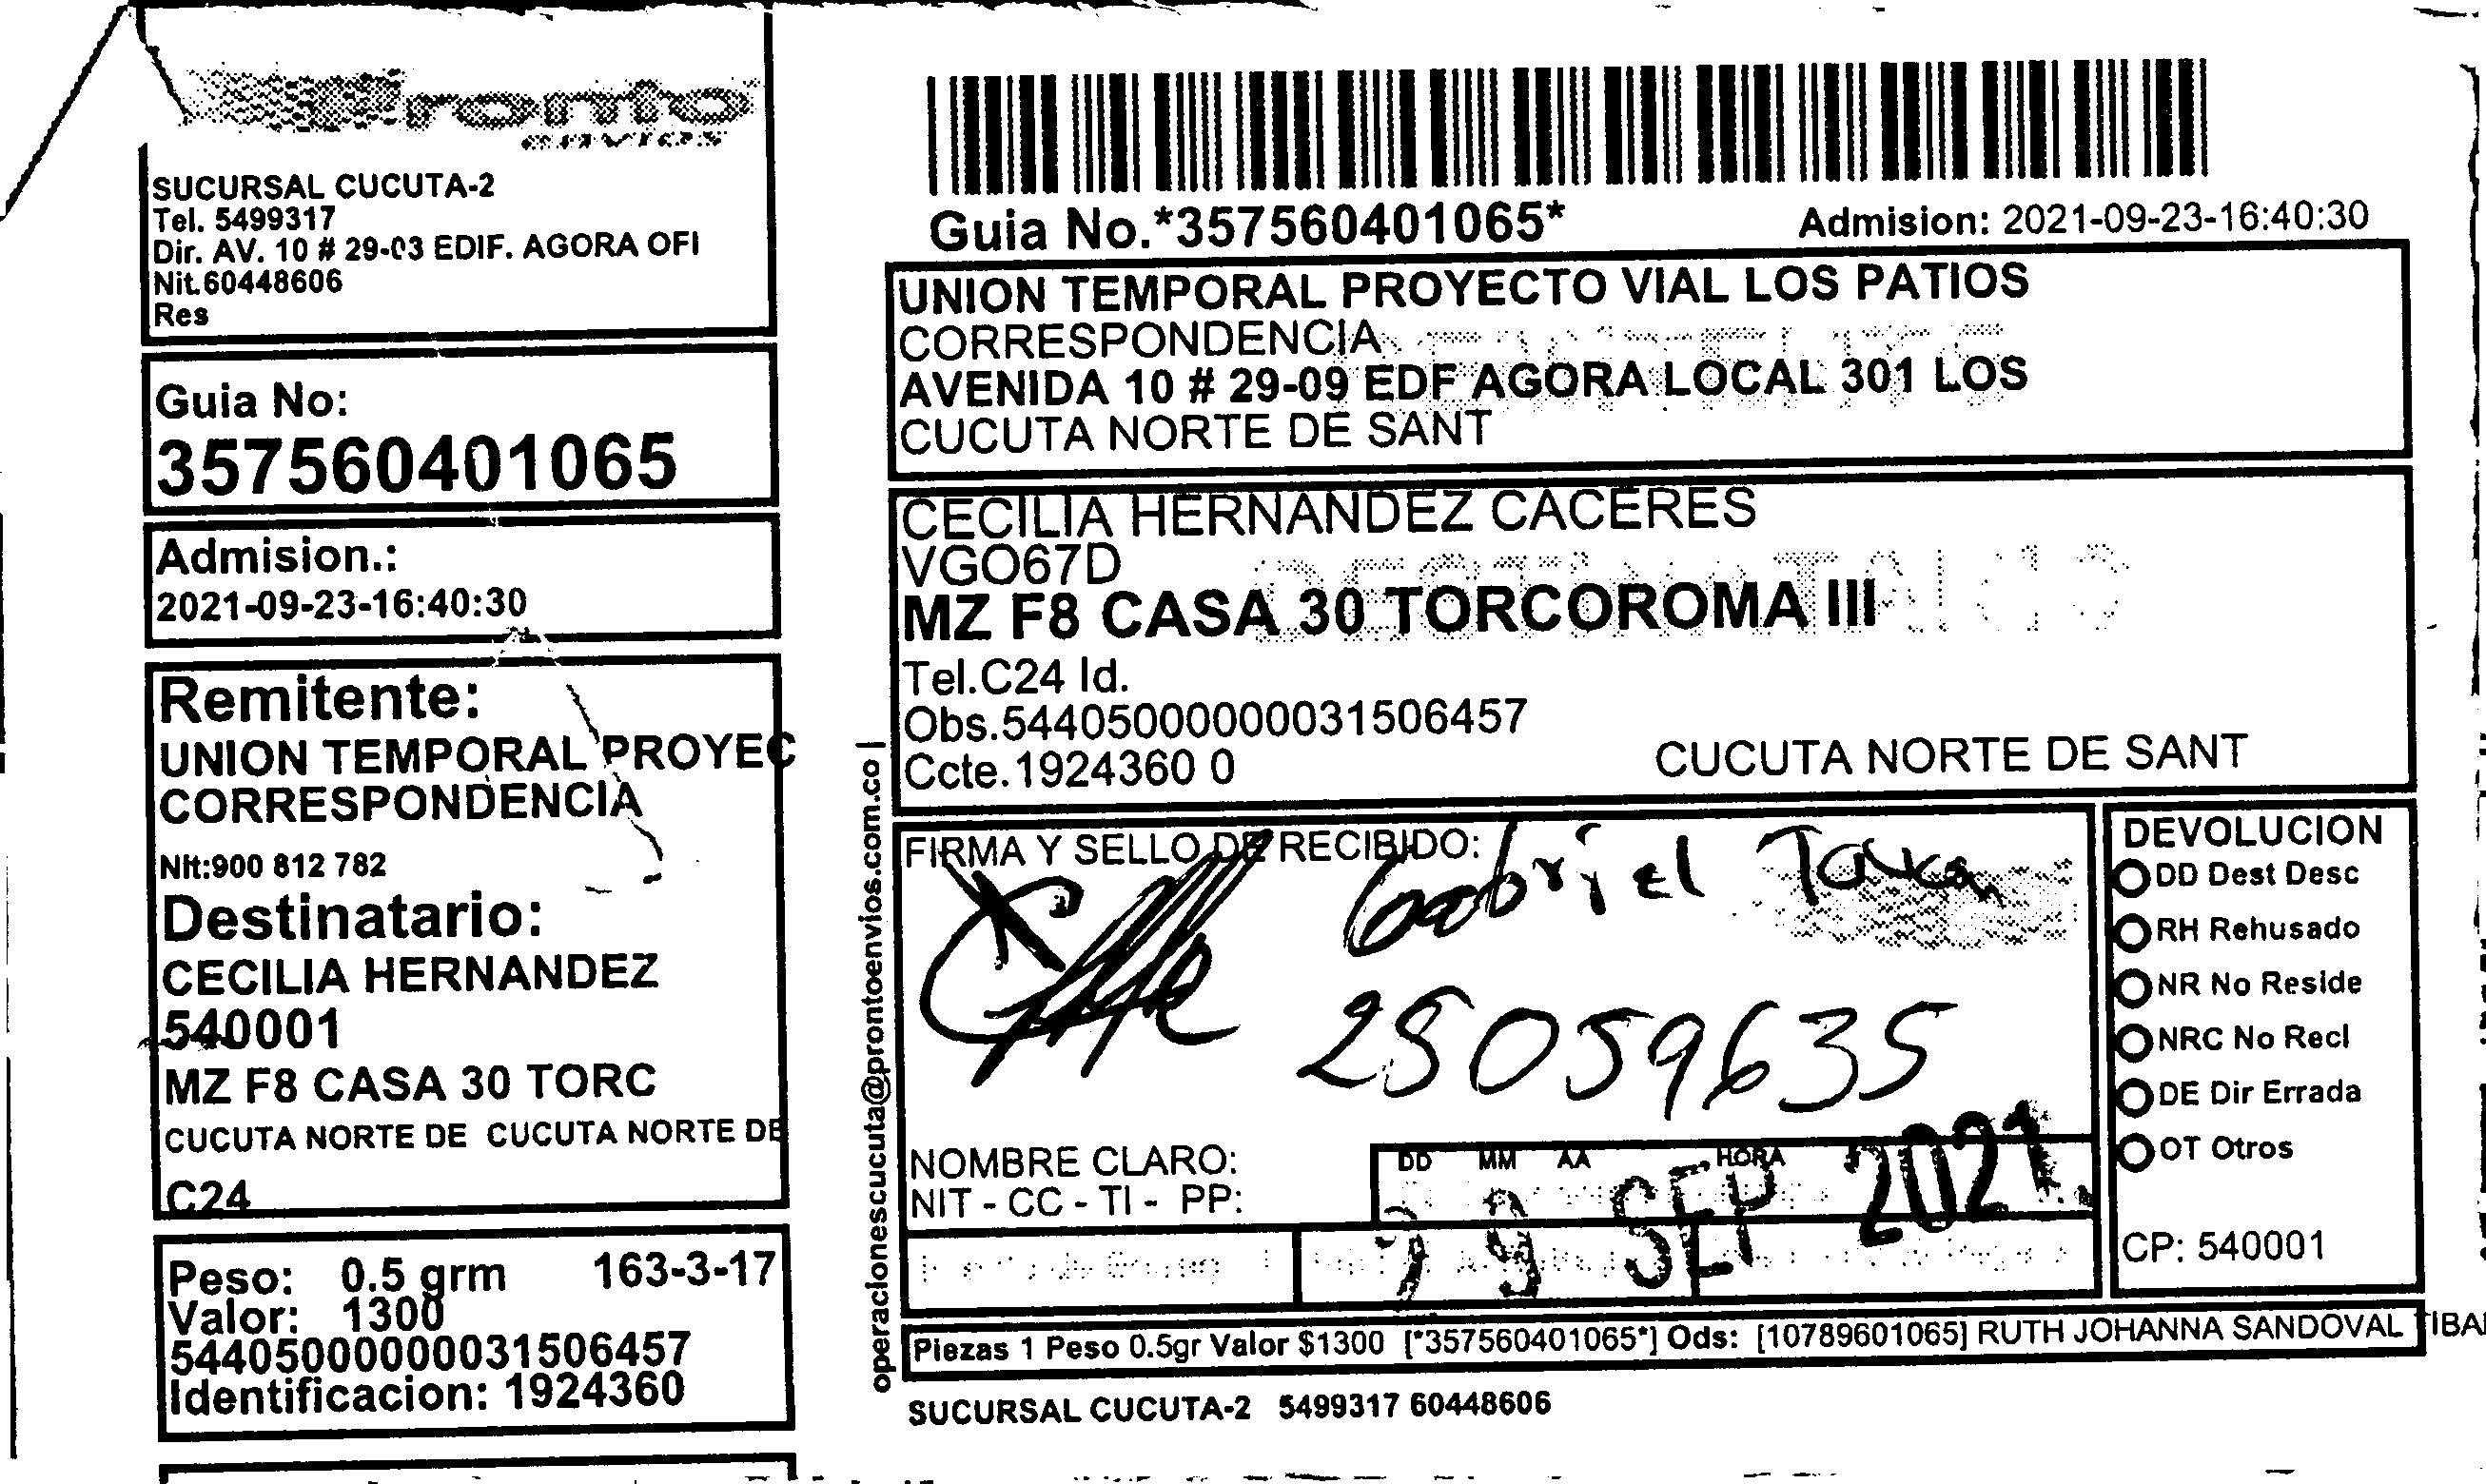 Pronto
envios
SUCURSAL CUCUTA-2
Tel. 5499317
Dir. AV. 10 # 29-03 EDIF. AGORA OFI
Nit.60448606
Res
Guia No:
357560401065
Admision.:
2021-09-23-16:40:30
Remitente:
UNION TEMPORAL PROYEC
CORRESPONDENCIA
Nit:900 812 782
Destinatario:
CECILIA HERNANDEZ
540001
MZ F8 CASA 30 TORC
CUCUTA NORTE DE CUCUTA NORTE DE
C24
Peso: 0.5 grm 163-3-17
Valor: 1300
54405000000031506457
Identificacion: 1924360
operacionescucuta@prontoenvios.com.co |
Guia No.*357560401065*
Admision: 2021-09-23-16:40:30
UNION TEMPORAL PROYECTO VIAL LOS PATIOS
CORRESPONDENCIA
AVENIDA 10 # 29-09 EDF AGORA LOCAL 301 LOS
CUCUTA NORTE DE SANT
CECILIA HERNANDEZ CACERES
VGO67D
DESTINATARIO
MZ F8 CASA 30 TORCOROMA III
Tel.C24 Id.
Obs.54405000000031506457
Ccte.1924360 0
CUCUTA NORTE DE SANT
FIRMA Y SELLO DE RECIBIDO:
Gabriel
25059635
NOMBRE CLARO:
NIT - CC - TI - PP:
DD MM AA HORA
SEP 2021
DEVOLUCION
DD Dest Desc
RH Rehusado
NR No Reside
NRC No Recl
DE Dir Errada
OT Otros
CP: 540001
Piezas 1 Peso 0.5gr Valor $1300 [*357560401065*] Ods: [10789601065] RUTH JOHANNA SANDOVAL TIBA
SUCURSAL CUCUTA-2 5499317 60448606